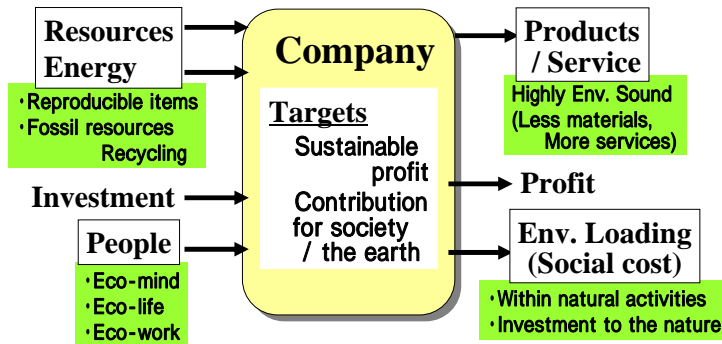 Resources
Energy
・Reproducible items
・Fossil resources
Recycling
Investment
People
・Eco-mind
・Eco-life
・Eco-work
Company
Targets
Sustainable
profit
Contribution
for society
/ the earth
Products
/ Service
Highly Env. Sound
(Less materials,
More services)
Profit
Env. Loading
(Social cost)
・Within natural activities
・Investment to the nature